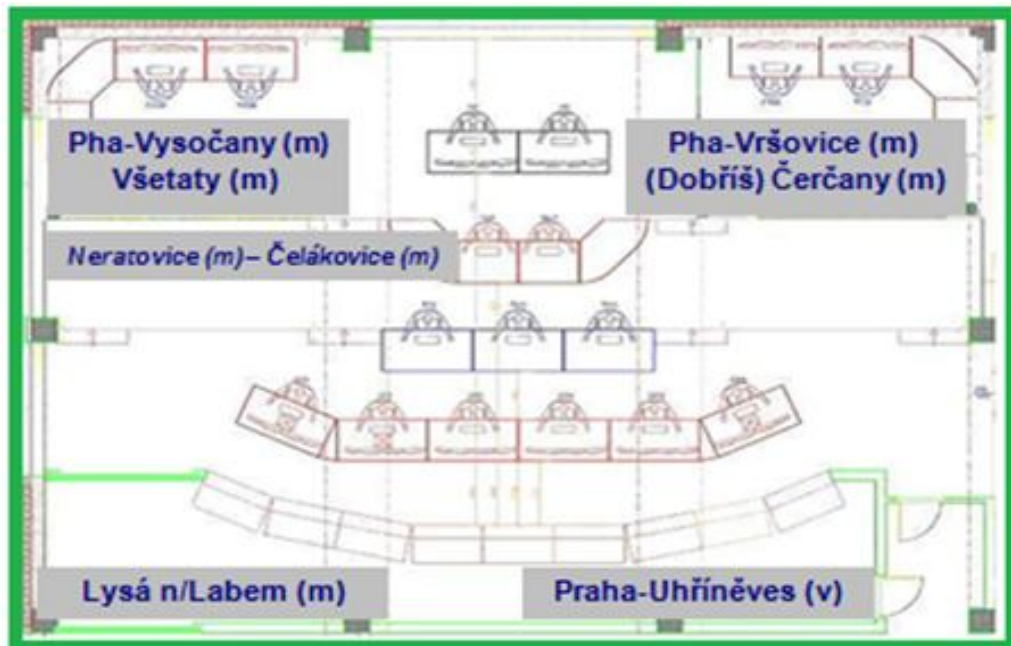 Pha-Vysočany (m)
Všetaty (m)
Pha-Vršovice (m)
(Dobříš) Čerčany (m)
Neratovice (m)– Čelákovice (m)
Lysá n/Labem (m)
Praha-Uhříněves (v)